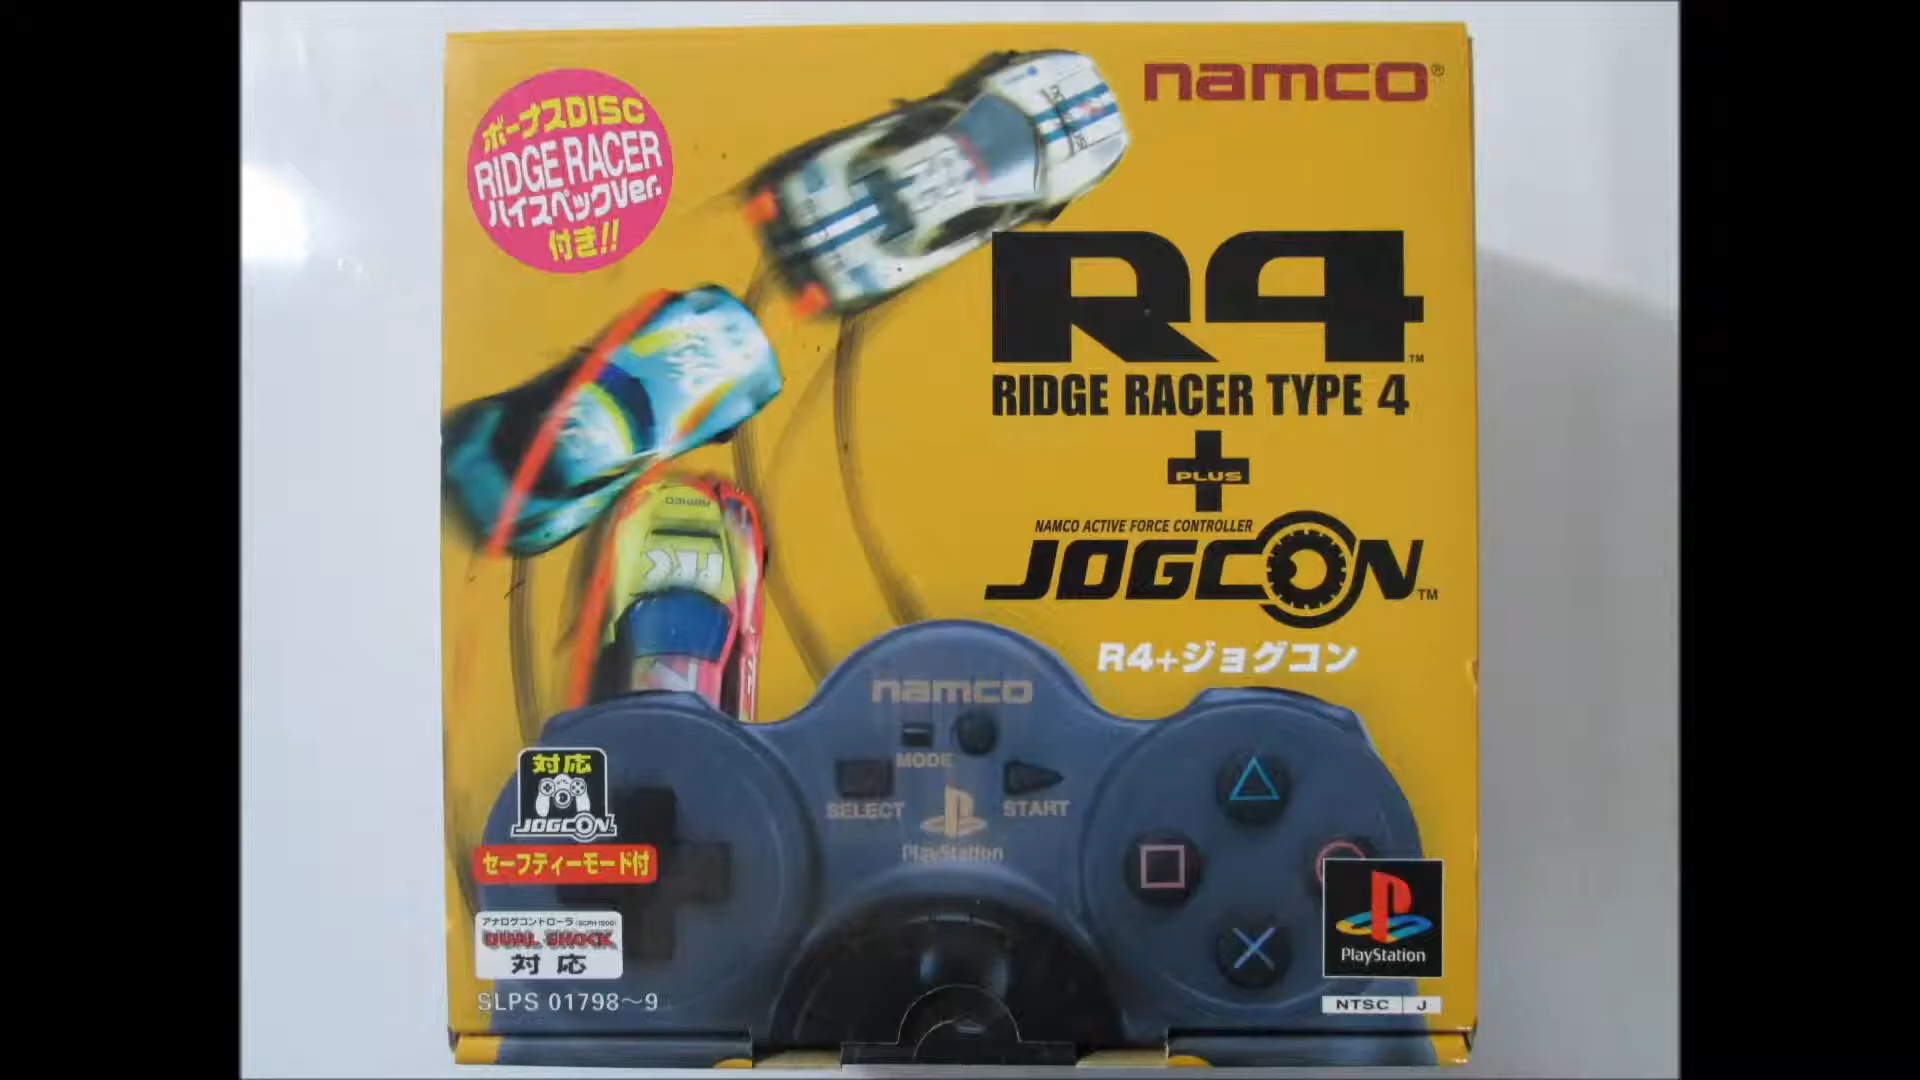 namco®
ボーナスDISC
RIDGE RACER
ハイスペックVer.
付き!!
R4™
RIDGE RACER TYPE 4
PLUS
NAMCO ACTIVE FORCE CONTROLLER
JOGCON™
R4+ジョグコン
namco
MODE
SELECT
START
PlayStation
対応
JOGCON
セーフティーモード付
アナログコントローラ(SCPH-1200)
DUAL SHOCK
対応
SLPS 01798〜9
PlayStation
NTSC J